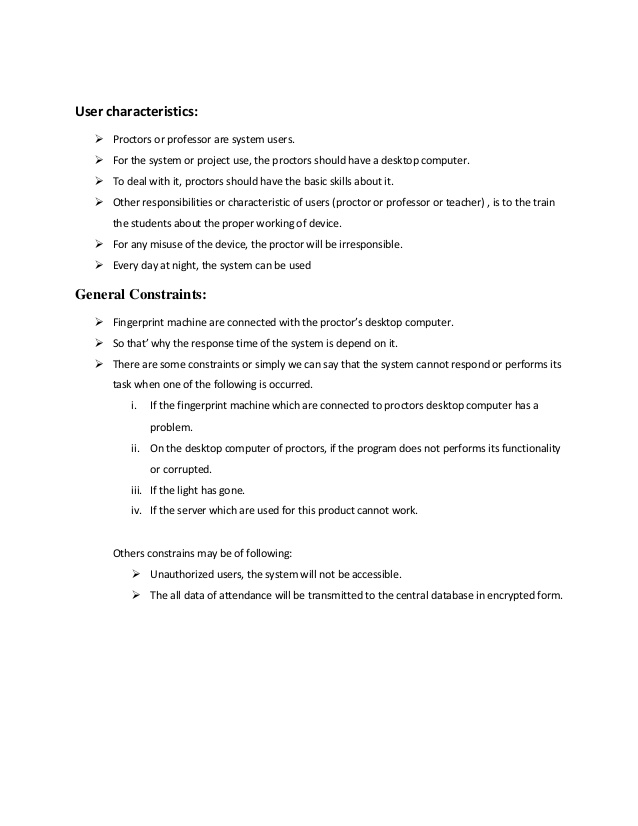 User characteristics:
➢ Proctors or professor are system users.
➢ For the system or project use, the proctors should have a desktop computer.
➢ To deal with it, proctors should have the basic skills about it.
➢ Other responsibilities or characteristic of users (proctor or professor or teacher) , is to the train
the students about the proper working of device.
➢ For any misuse of the device, the proctor will be irresponsible.
➢ Every day at night, the system can be used
General Constraints:
➢ Fingerprint machine are connected with the proctor's desktop computer.
➢ So that' why the response time of the system is depend on it.
➢ There are some constraints or simply we can say that the system cannot respond or performs its
task when one of the following is occurred.
i. If the fingerprint machine which are connected to proctors desktop computer has a
problem.
ii. On the desktop computer of proctors, if the program does not performs its functionality
or corrupted.
iii. If the light has gone.
iv. If the server which are used for this product cannot work.
Others constrains may be of following:
➢ Unauthorized users, the system will not be accessible.
➢ The all data of attendance will be transmitted to the central database in encrypted form.